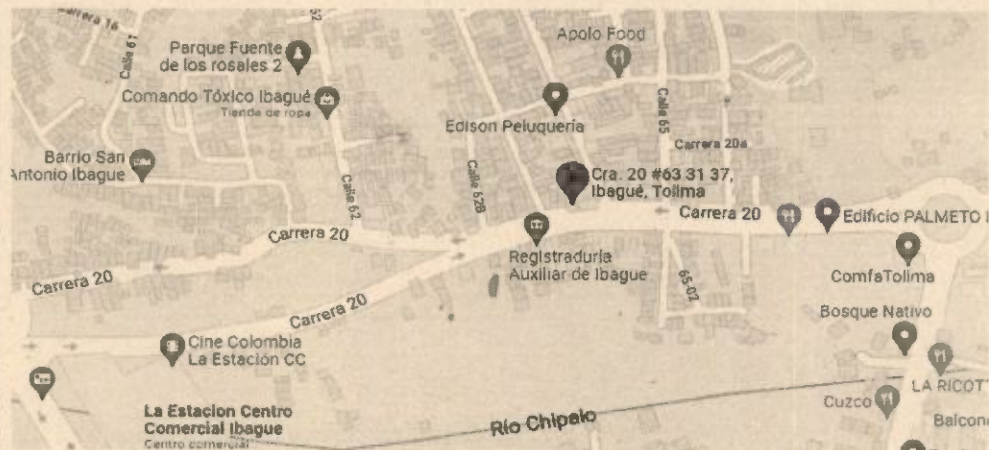 Carrera 16
Calle 61
62
Parque Fuente
de los rosales 2
Apolo Food
Comando Tóxico Ibagué
Tienda de ropa
Edison Peluquería
Calle 65
Carrera 20a
Barrio San
Antonio Ibague
Calle 62
Calle 62B
Cra. 20 #63 31 37,
Ibagué, Tolima
Carrera 20
Edificio PALMETO
Carrera 20
Registraduria
Auxiliar de Ibague
ComfaTolima
Carrera 20
65-02
Carrera 20
Bosque Nativo
Cine Colombia
La Estación CC
LA RICOTT
Cuzco
La Estacion Centro
Comercial Ibague
Centro comercial
Río Chipalo
Balcon